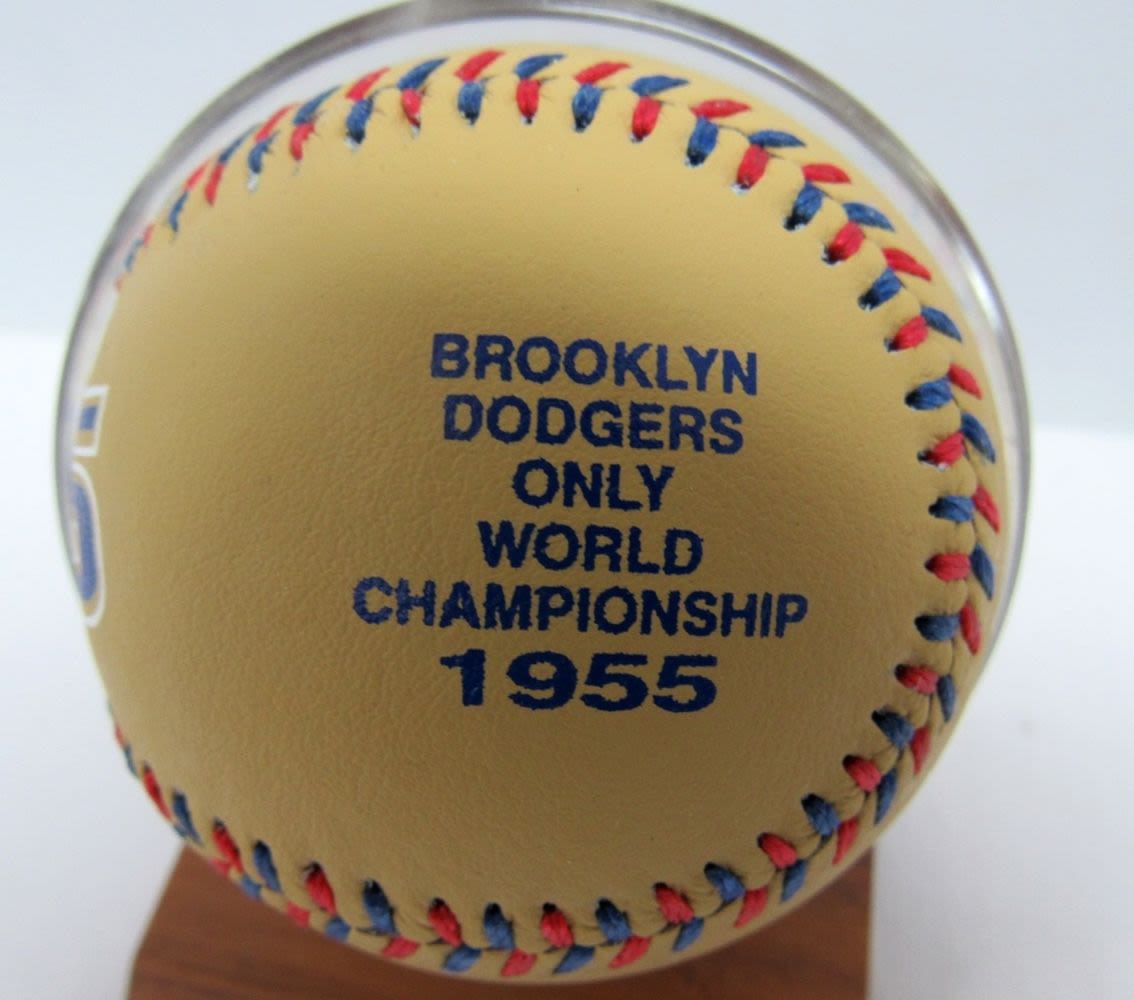 BROOKLYN
DODGERS
ONLY
WORLD
CHAMPIONSHIP
1955